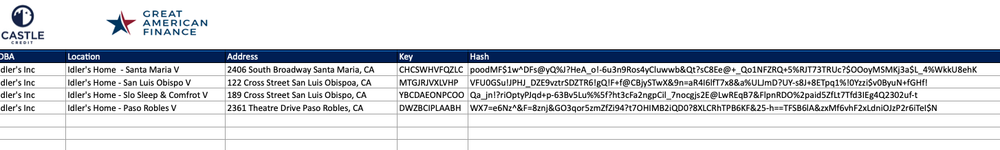 CASTLE
CREDIT
GREAT
AMERICAN
FINANCE
DBA Location Address Key Hash
dler's Inc Idler's Home - Santa Maria V 2406 South Broadway Santa Maria, CA CHCSWHVFQZLC poodMF$1w^DFs@yQ%J?HeA_o!-6u3n9Ros4yCluwwb&Qt?sC8Ee@+_Qo1NFZRQ+5%RJT73TRUc?$OOoyMSMKj3a$L_4%WkkU8ehK
dler's Inc Idler's Home - San Luis Obispo V 122 Cross Street San Luis Obispoa, CA MTGJRJVXLVHP VFU0GSu!JPHJ_DZE9vztrSDZTR6!gQ!F+f@CBjySTwX&9n=aR4I6lfT7x8&a%ULJmD?UY-s8J+8ETpq1%!0Yzzi$v0ByuN+fGHf!
dler's Inc Idler's Home - Slo Sleep & Comfrot V 189 Cross Street San Luis Obispo, CA YBCDAEONPCOO Qa_jn!?riOptyPJqd+p-63Bv5Lu%%5f?ht3cFa2ngpCil_7nocgjs2E@LwREqB7&FlpnRDO%2paid5ZfLt7Tfd3IEg4Q2302uf-t
dler's Inc Idler's Home - Paso Robles V 2361 Theatre Drive Paso Robles, CA DWZBCIPLAABH WX7=e6Nz^&F=8znj&GO3qor5zmZfZi94?t7OHIMB2iQD0?8XLCRhTPB6KF&25-h==TFSB6lA&zxMf6vhF2xLdniOJzP2r6iTeI$N